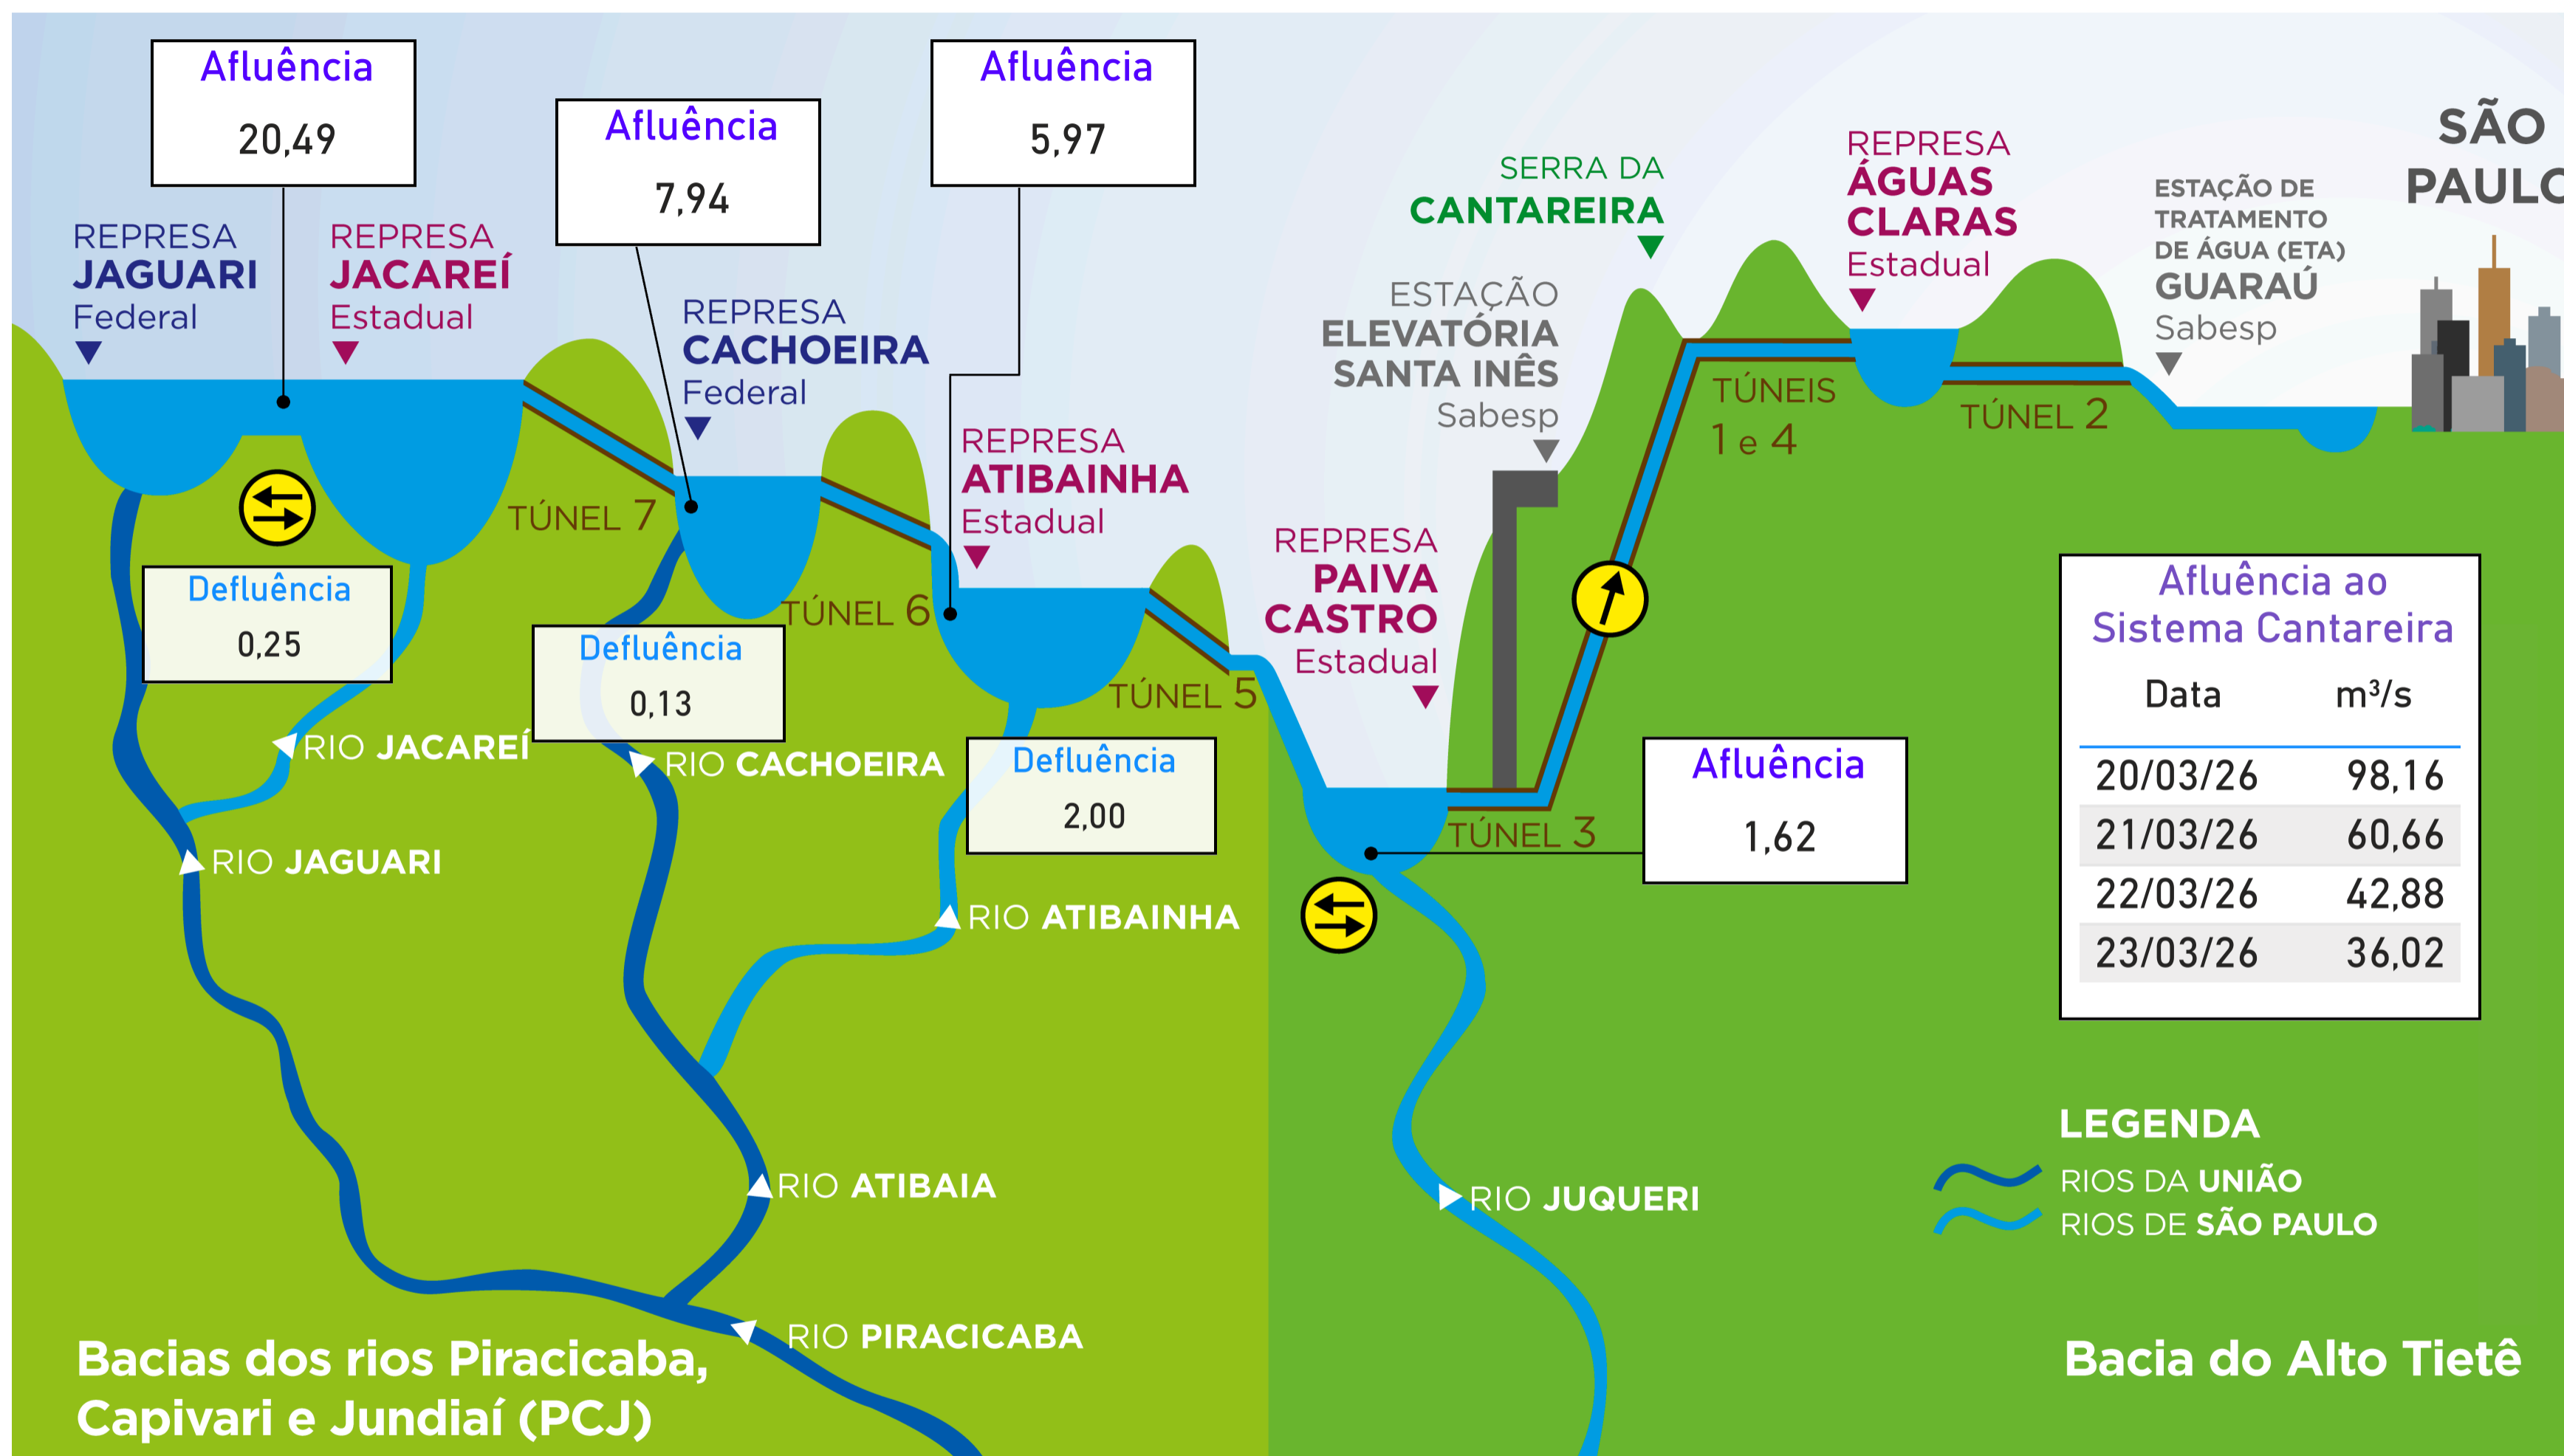 Afluência
20,49
Afluência
7,94
Afluência
5,97
REPRESA
JAGUARI
Federal
REPRESA
JACAREÍ
Estadual
REPRESA
CACHOEIRA
Federal
REPRESA
ATIBAINHA
Estadual
SERRA DA
CANTAREIRA
ESTAÇÃO
ELEVATÓRIA
SANTA INÊS
Sabesp
REPRESA
ÁGUAS
CLARAS
Estadual
ESTAÇÃO DE
TRATAMENTO
DE ÁGUA (ETA)
GUARAÚ
Sabesp
SÃO
PAULO
TÚNEIS
1 e 4
TÚNEL 2
TÚNEL 7
TÚNEL 6
TÚNEL 5
REPRESA
PAIVA
CASTRO
Estadual
TÚNEL 3
Defluência
0,25
Defluência
0,13
Defluência
2,00
Afluência
1,62
Afluência ao
Sistema Cantareira
Data m³/s
20/03/26 98,16
21/03/26 60,66
22/03/26 42,88
23/03/26 36,02
RIO JACAREÍ
RIO CACHOEIRA
RIO JAGUARI
RIO ATIBAINHA
RIO ATIBAIA
RIO JUQUERI
RIO PIRACICABA
LEGENDA
RIOS DA UNIÃO
RIOS DE SÃO PAULO
Bacias dos rios Piracicaba,
Capivari e Jundiaí (PCJ)
Bacia do Alto Tietê